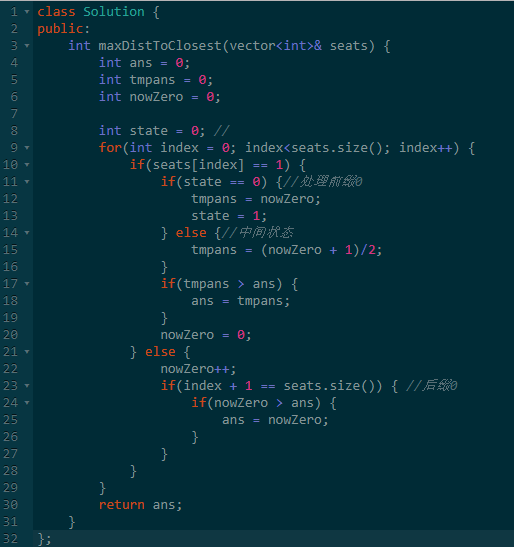 1 class Solution {
2 public:
3     int maxDistToClosest(vector<int>& seats) {
4         int ans = 0;
5         int tmpans = 0;
6         int nowZero = 0;
7
8         int state = 0; //
9         for(int index = 0; index<seats.size(); index++) {
10             if(seats[index] == 1) {
11                 if(state == 0) {//处理前缀0
12                     tmpans = nowZero;
13                     state = 1;
14                 } else {//中间状态
15                     tmpans = (nowZero + 1)/2;
16                 }
17                 if(tmpans > ans) {
18                     ans = tmpans;
19                 }
20                 nowZero = 0;
21             } else {
22                 nowZero++;
23                 if(index + 1 == seats.size()) { //后缀0
24                     if(nowZero > ans) {
25                         ans = nowZero;
26                     }
27                 }
28             }
29         }
30         return ans;
31     }
32 };